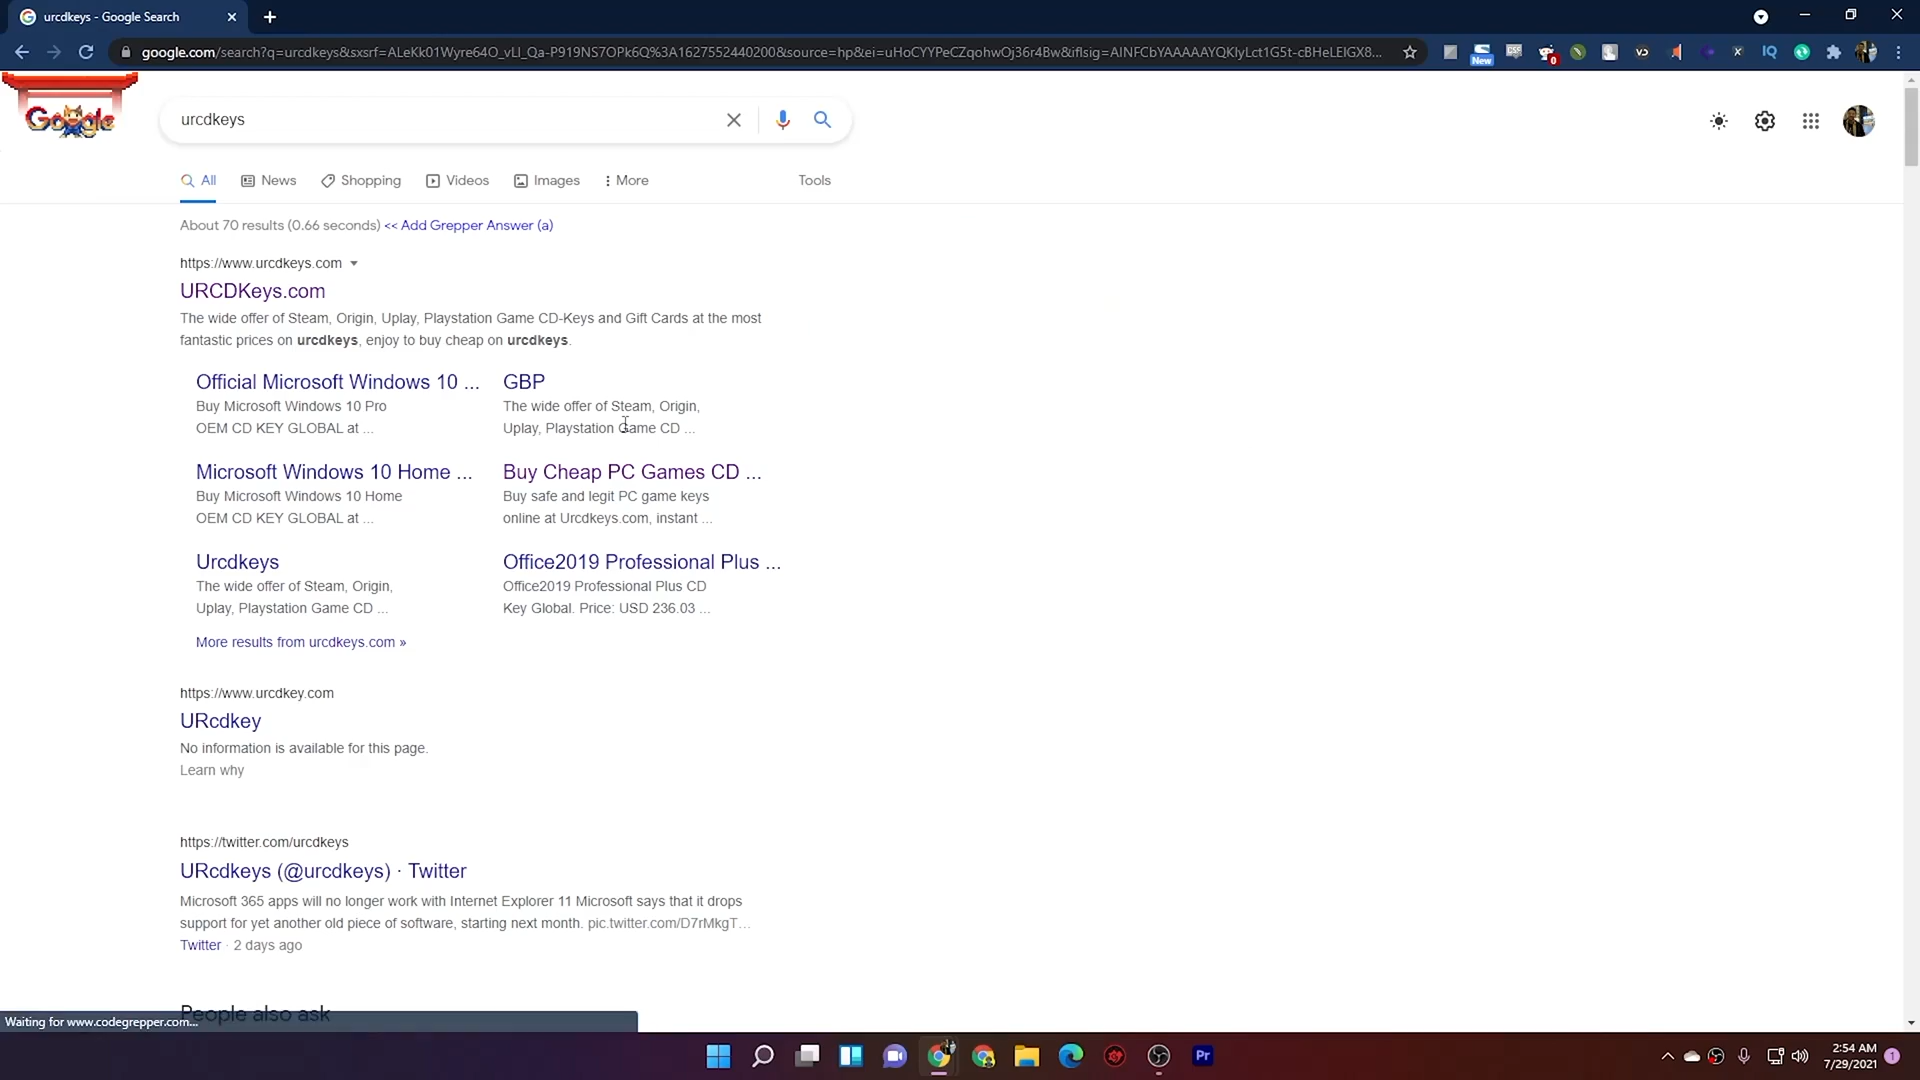 urcdkeys - Google Search
google.com/search?q=urcdkeys&sxsrf=ALeKk01Wyre64O_vLl_Qa-P919NS7OPk6Q%3A1627552440200&source=hp&ei=uHoCYYPeCZqohwOj36r4Bw&iflsig=AINFCbYAAAAAYQKIyLct1G5t-cBHeLEIGX8...
New
0
Google
urcdkeys
All
News
Shopping
Videos
Images
More
Tools
About 70 results (0.66 seconds) << Add Grepper Answer (a)
https://www.urcdkeys.com
URCDKeys.com
The wide offer of Steam, Origin, Uplay, Playstation Game CD-Keys and Gift Cards at the most
fantastic prices on urcdkeys, enjoy to buy cheap on urcdkeys.
Official Microsoft Windows 10 ...
Buy Microsoft Windows 10 Pro
OEM CD KEY GLOBAL at ...
GBP
The wide offer of Steam, Origin,
Uplay, Playstation Game CD ...
Microsoft Windows 10 Home ...
Buy Microsoft Windows 10 Home
OEM CD KEY GLOBAL at ...
Buy Cheap PC Games CD ...
Buy safe and legit PC game keys
online at Urcdkeys.com, instant ...
Urcdkeys
The wide offer of Steam, Origin,
Uplay, Playstation Game CD ...
Office2019 Professional Plus ...
Office2019 Professional Plus CD
Key Global. Price: USD 236.03 ...
More results from urcdkeys.com »
https://www.urcdkey.com
URcdkey
No information is available for this page.
Learn why
https://twitter.com/urcdkeys
URcdkeys (@urcdkeys) · Twitter
Microsoft 365 apps will no longer work with Internet Explorer 11 Microsoft says that it drops
support for yet another old piece of software, starting next month. pic.twitter.com/D7rMkgT...
Twitter · 2 days ago
People also ask
Waiting for www.codegrepper.com...
Pr
2:54 AM
7/29/2021
1